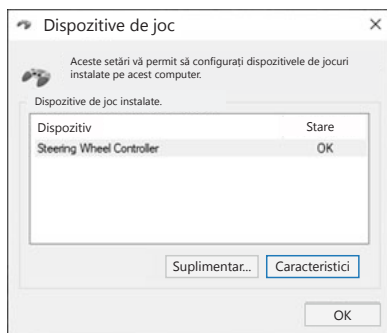 Dispozitive de joc
Aceste setări vă permit să configurați dispozitivele de jocuri
instalate pe acest computer.
Dispozitive de joc instalate.
Dispozitiv Stare
Steering Wheel Controller OK
Suplimentar... Caracteristici
OK